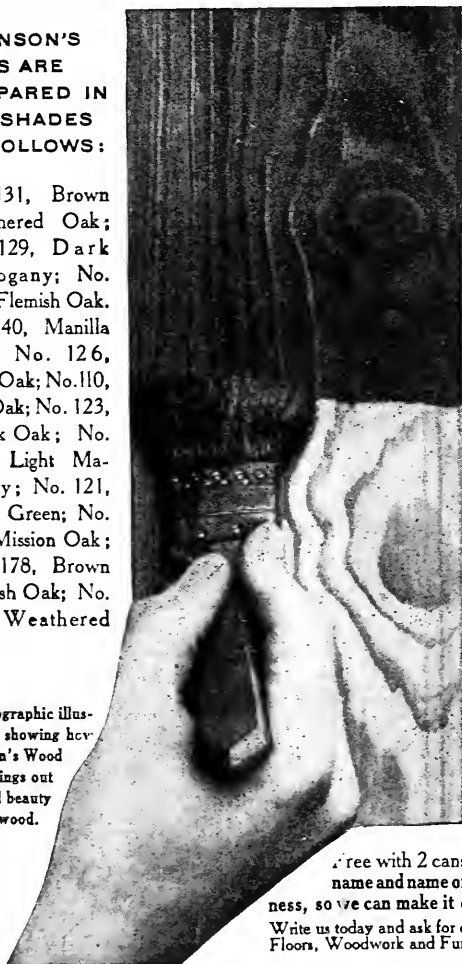 NSON'S
S ARE
PARED IN
SHADES
OLLOWS:
131, Brown
hered Oak;
129, Dark
ogany; No.
Flemish Oak.
40, Manilla
No. 126,
Oak; No.110,
Oak; No. 123,
k Oak; No.
Light Ma-
y; No. 121,
Green; No.
Mission Oak;
178, Brown
sh Oak; No.
Weathered
ographic illus-
showing how
n's Wood
ings out
l beauty
wood.
Free with 2 cans
name and name o
ness, so we can make it
Write us today and ask for
Floors, Woodwork and Fur